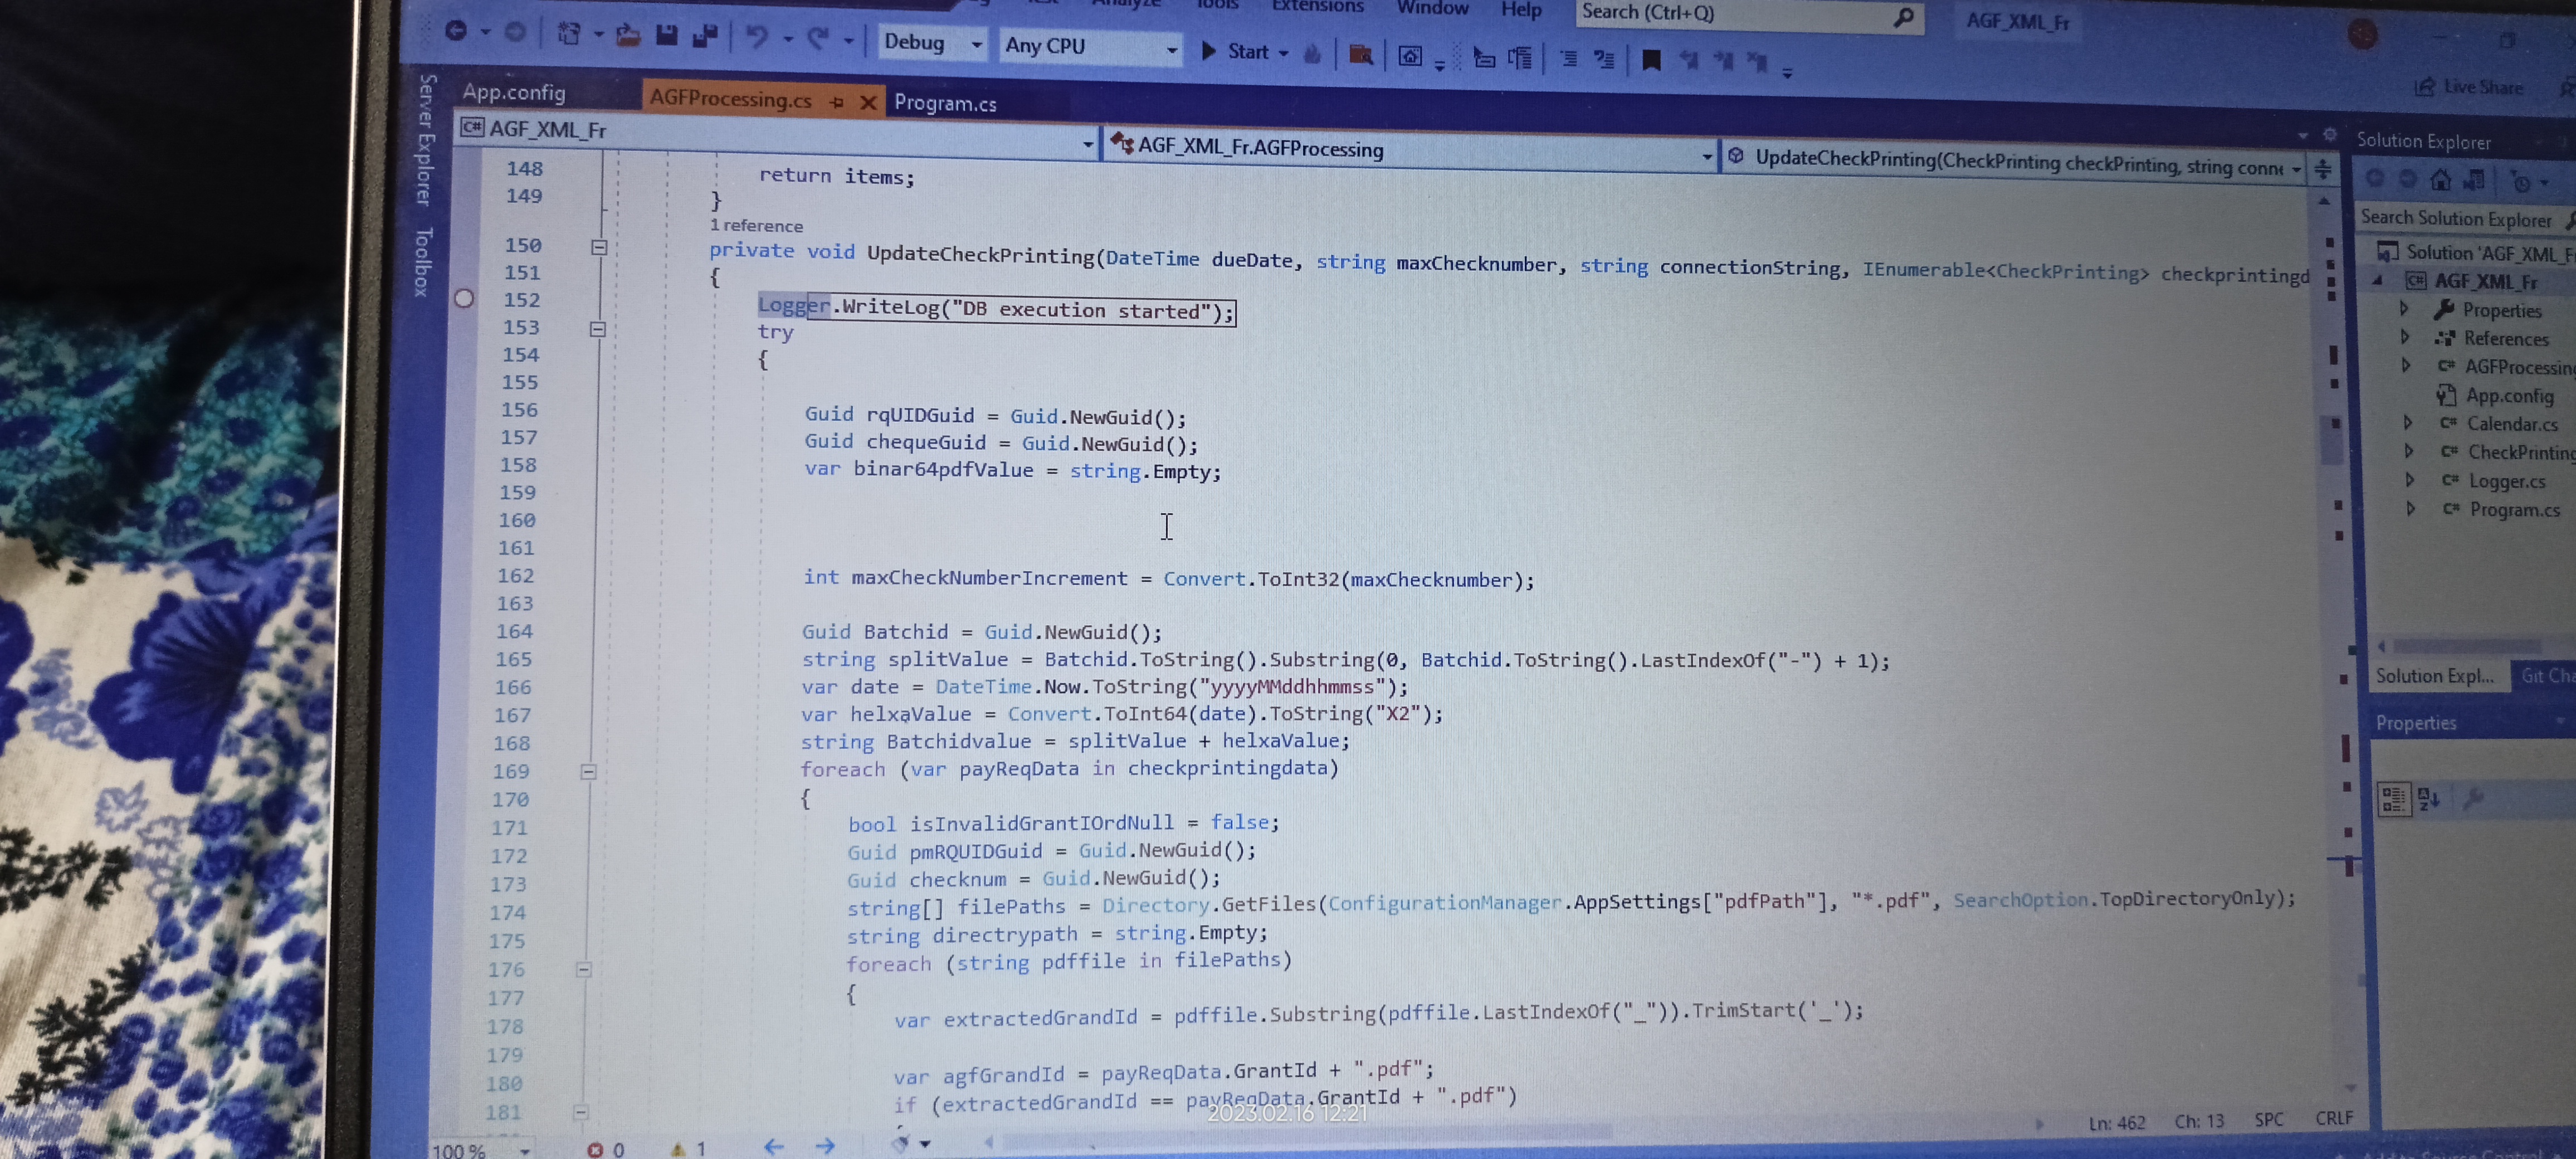 Tools Extensions Window Help Search (Ctrl+Q) AGF_XML_Fr
Debug Any CPU Start Live Share
Server Explorer Toolbox
App.config AGFProcessing.cs Program.cs
C# AGF_XML_Fr AGF_XML_Fr.AGFProcessing UpdateCheckPrinting(CheckPrinting checkPrinting, string conne
148 return items;
149 }
1 reference
150 private void UpdateCheckPrinting(DateTime dueDate, string maxChecknumber, string connectionString, IEnumerable<CheckPrinting> checkprintingd
151 {
152 Logger.WriteLog("DB execution started");
153 try
154 {
155
156 Guid rqUIDGuid = Guid.NewGuid();
157 Guid chequeGuid = Guid.NewGuid();
158 var binar64pdfValue = string.Empty;
159
160
161
162 int maxCheckNumberIncrement = Convert.ToInt32(maxChecknumber);
163
164 Guid Batchid = Guid.NewGuid();
165 string splitValue = Batchid.ToString().Substring(0, Batchid.ToString().LastIndexOf("-") + 1);
166 var date = DateTime.Now.ToString("yyyyMMddhhmmss");
167 var helxaValue = Convert.ToInt64(date).ToString("X2");
168 string Batchidvalue = splitValue + helxaValue;
169 foreach (var payReqData in checkprintingdata)
170 {
171 bool isInvalidGrantIOrdNull = false;
172 Guid pmRQUIDGuid = Guid.NewGuid();
173 Guid checknum = Guid.NewGuid();
174 string[] filePaths = Directory.GetFiles(ConfigurationManager.AppSettings["pdfPath"], "*.pdf", SearchOption.TopDirectoryOnly);
175 string directrypath = string.Empty;
176 foreach (string pdffile in filePaths)
177 {
178 var extractedGrandId = pdffile.Substring(pdffile.LastIndexOf("_")).TrimStart('_');
179
180 var agfGrandId = payReqData.GrantId + ".pdf";
181 if (extractedGrandId == payReqData.GrantId + ".pdf")
2023.02.16 12:21
100 % 0 1 Ln: 462 Ch: 13 SPC CRLF
Solution Explorer
Search Solution Explorer
Solution 'AGF_XML_F
C# AGF_XML_Fr
Properties
References
C# AGFProcessin
App.config
C# Calendar.cs
C# CheckPrinting
C# Logger.cs
C# Program.cs
Solution Expl... Git Cha
Properties